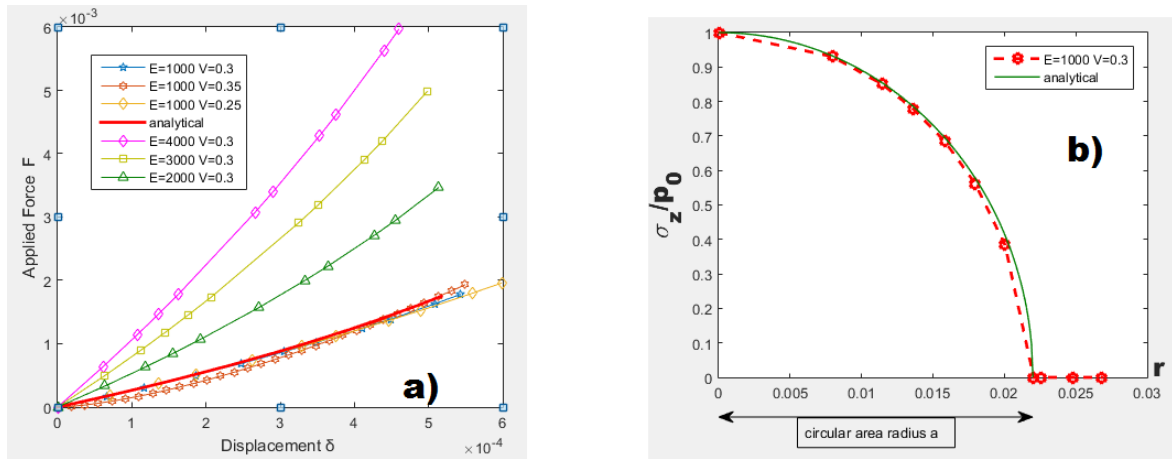 ×10⁻³
6
5
4
3
2
1
0
Applied Force F
E=1000 V=0.3
E=1000 V=0.35
E=1000 V=0.25
analytical
E=4000 V=0.3
E=3000 V=0.3
E=2000 V=0.3
a)
0 1 2 3 4 5 6
×10⁻⁴
Displacement δ
1
0.9
0.8
0.7
0.6
0.5
0.4
0.3
0.2
0.1
0
σz/p0
E=1000 V=0.3
analytical
b)
r
0 0.005 0.01 0.015 0.02 0.025 0.03
circular area radius a